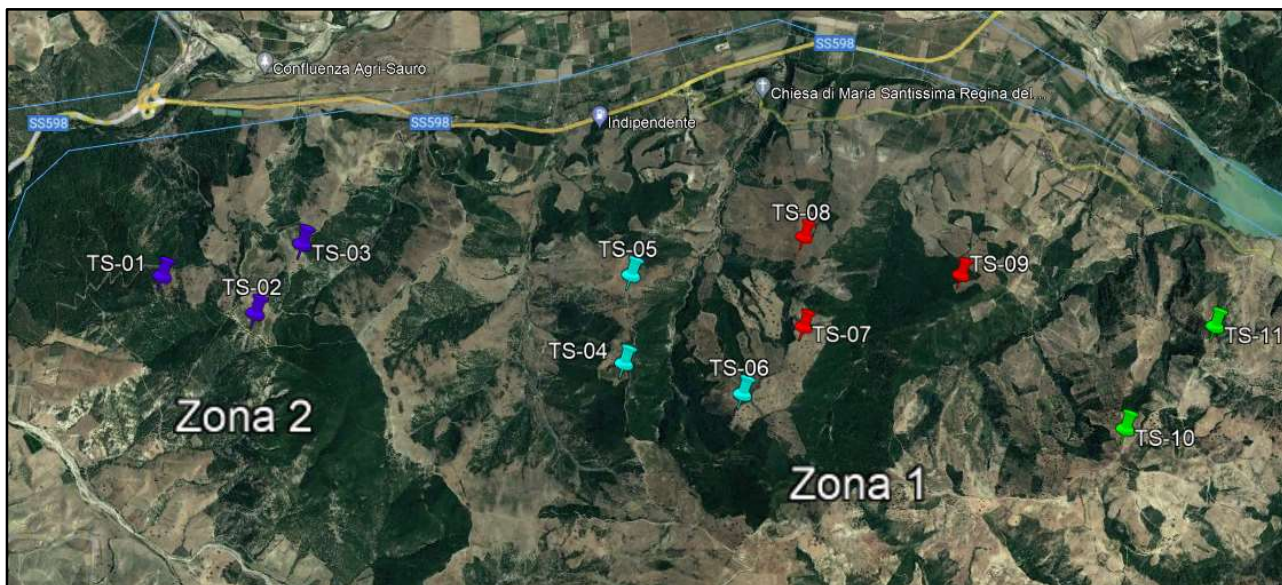 SS598
Confluenza Agri-Sauro
Chiesa di Maria Santissima Regina del...
SS598
SS598
Indipendente
TS-08
TS-03
TS-05
TS-01
TS-09
TS-02
TS-11
TS-07
TS-04
TS-06
Zona 2
TS-10
Zona 1